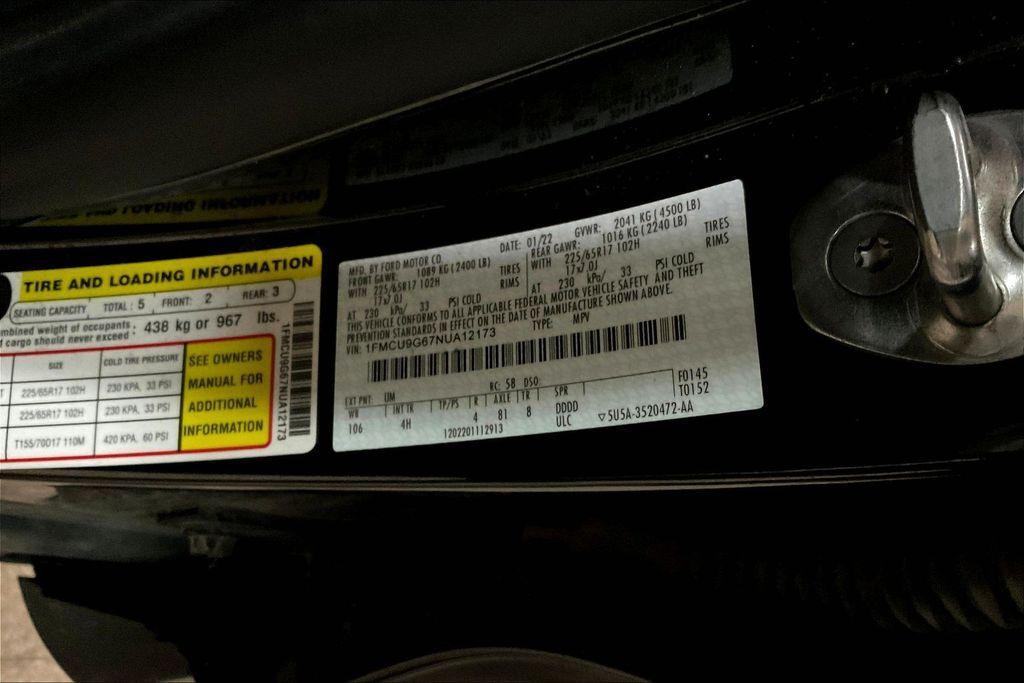 TIRE AND LOADING INFORMATION
SEATING CAPACITY TOTAL : 5 FRONT: 2 REAR: 3
mbined weight of occupants : 438 kg or 967 lbs.
cargo should never exceed
SIZE COLD TIRE PRESSURE
225/65R17 102H 230 KPA, 33 PSI
225/65R17 102H 230 KPA, 33 PSI
T155/70D17 110M 420 KPA, 60 PSI
SEE OWNERS
MANUAL FOR
ADDITIONAL
INFORMATION
1FMCU9G67NUA12173
MFD. BY FORD MOTOR CO. DATE: 01/22 GVWR: 2041 KG (4500 LB)
FRONT GAWR: 1089 KG (2400 LB) REAR GAWR: 1016 KG (2240 LB)
WITH 225/65R17 102H TIRES WITH 225/65R17 102H TIRES
17x7.0J RIMS 17x7.0J RIMS
AT 230 kPa/ 33 PSI COLD AT 230 kPa/ 33 PSI COLD
THIS VEHICLE CONFORMS TO ALL APPLICABLE FEDERAL MOTOR VEHICLE SAFETY AND THEFT
PREVENTION STANDARDS IN EFFECT ON THE DATE OF MANUFACTURE SHOWN ABOVE.
VIN: 1FMCU9G67NUA12173 TYPE: MPV
EXT PNT: UM RC: 58 DSO: F0145
WB INT TR TP/PS R AXLE TR SPR T0152
106 4H 4 81 8 DDDD
1202201112913 ULC ▽5U5A-3520472-AA